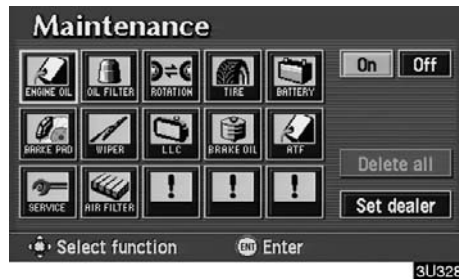 Maintenance
On Off
ENGINE OIL OIL FILTER ROTATION TIRE BATTERY
BRAKE PAD WIPER LLC BRAKE OIL ATF
Delete all
SERVICE AIR FILTER ! ! !
Set dealer
Select function ENT Enter
3U328